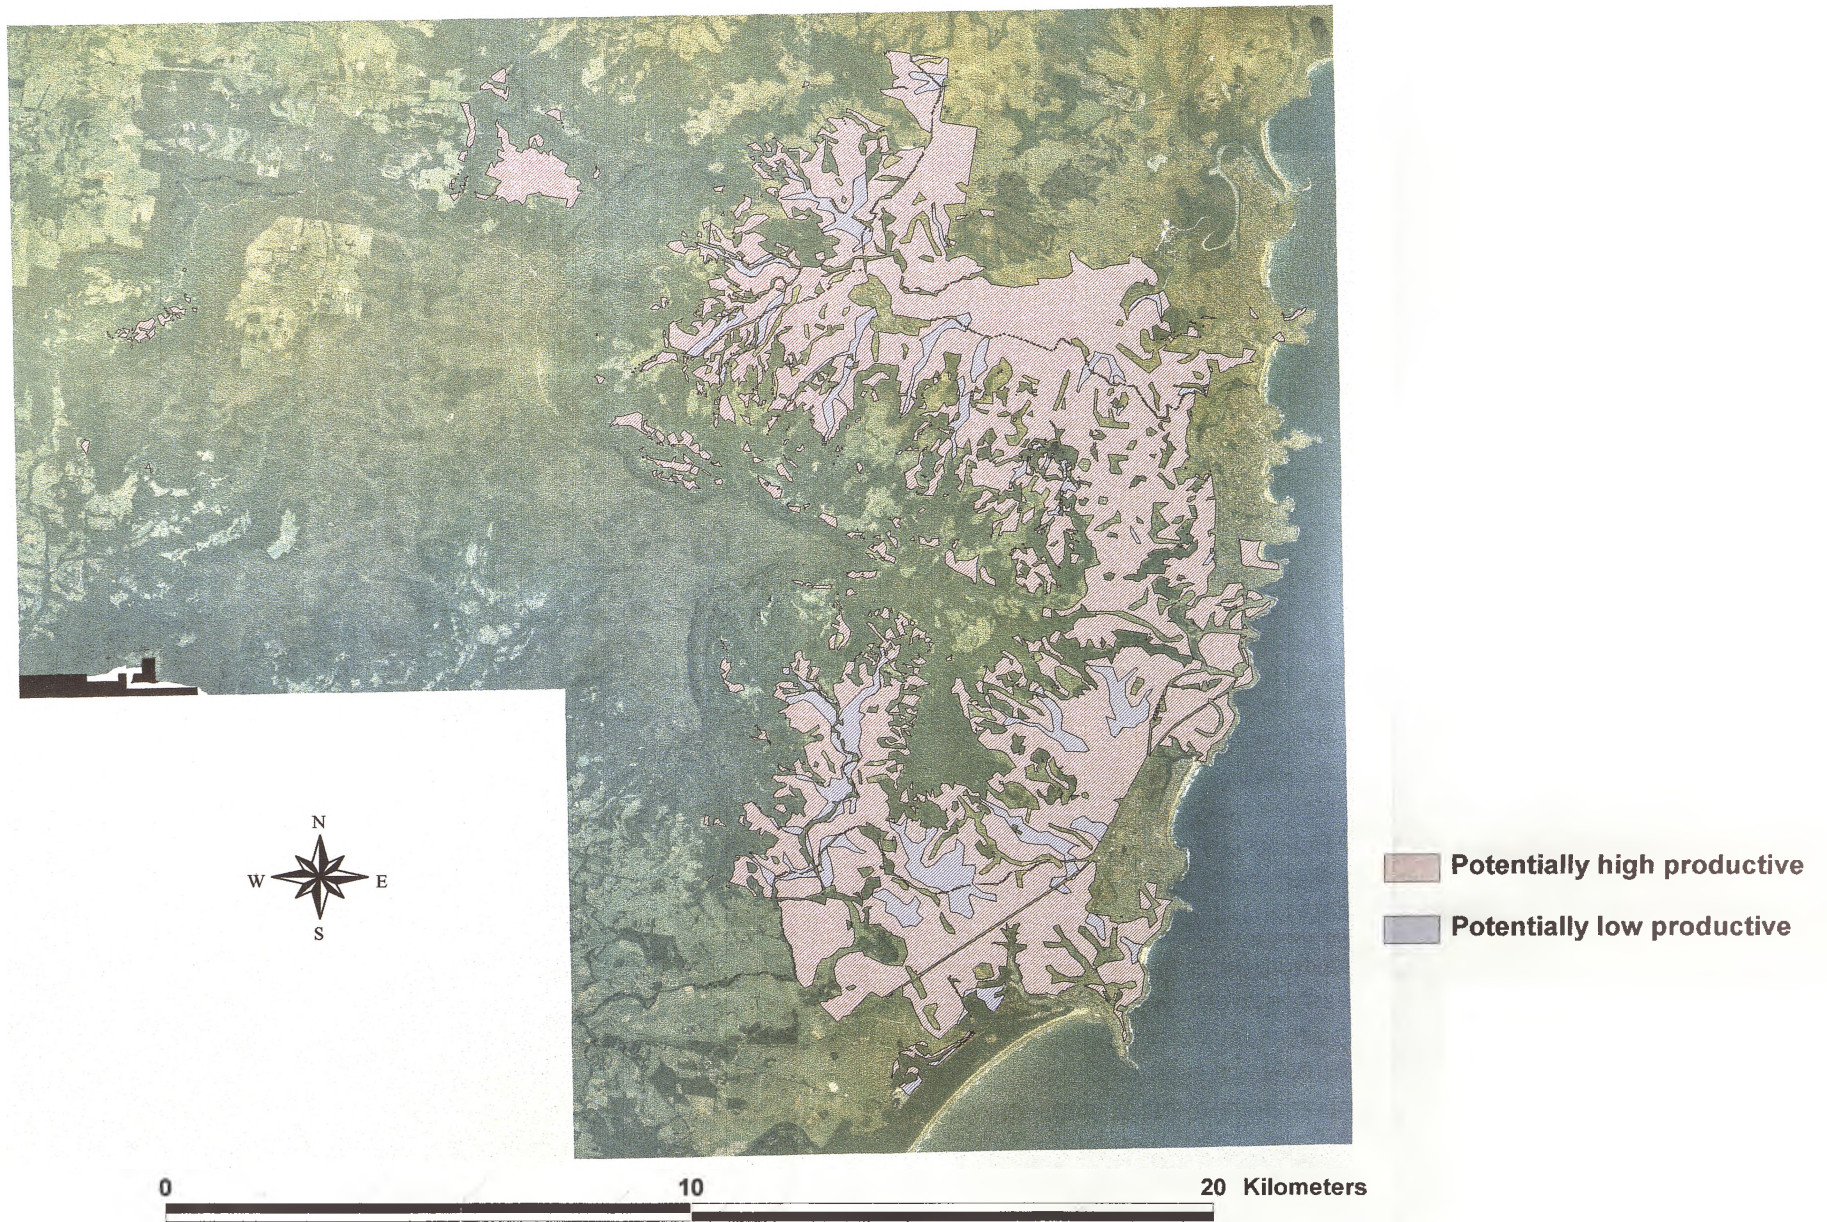 N
W E
S
Potentially high productive
Potentially low productive
0 10 20 Kilometers